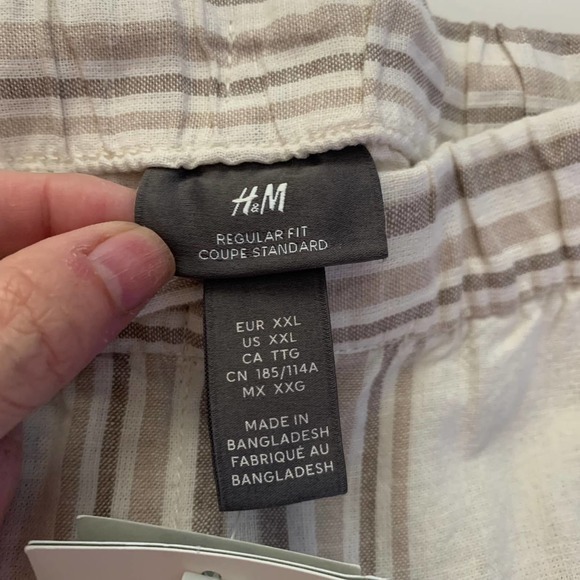 H&M
REGULAR FIT
COUPE STANDARD
EUR XXL
US XXL
CA TTG
CN 185/114A
MX XXG
MADE IN
BANGLADESH
FABRIQUÉ AU
BANGLADESH